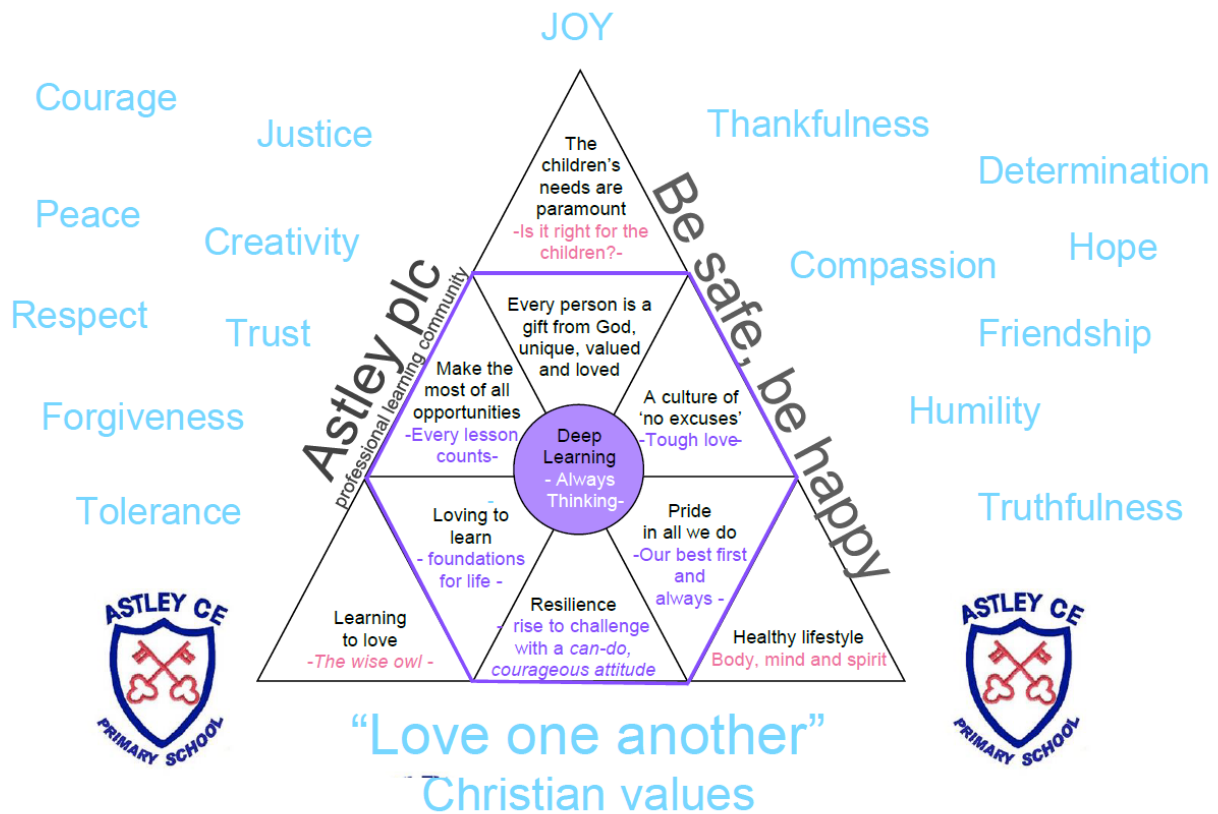 JOY
Courage
Justice
Peace
Creativity
Respect
Trust
Forgiveness
Tolerance
Thankfulness
Determination
Hope
Compassion
Friendship
Humility
Truthfulness
Astley plc
professional learning community
Be safe, be happy
The
children's
needs are
paramount
-Is it right for the
children?-
Every person is a
gift from God,
unique, valued
and loved
Make the
most of all
opportunities
-Every lesson
counts-
A culture of
'no excuses'
-Tough love-
Deep
Learning
- Always
Thinking-
-
Loving to
learn
- foundations
for life -
Pride
in all we do
-Our best first
and
always -
Learning
to love
-The wise owl -
Resilience
- rise to challenge
with a can-do,
courageous attitude
Healthy lifestyle
Body, mind and spirit
ASTLEY CE
PRIMARY SCHOOL
ASTLEY CE
PRIMARY SCHOOL
“Love one another”
Christian values